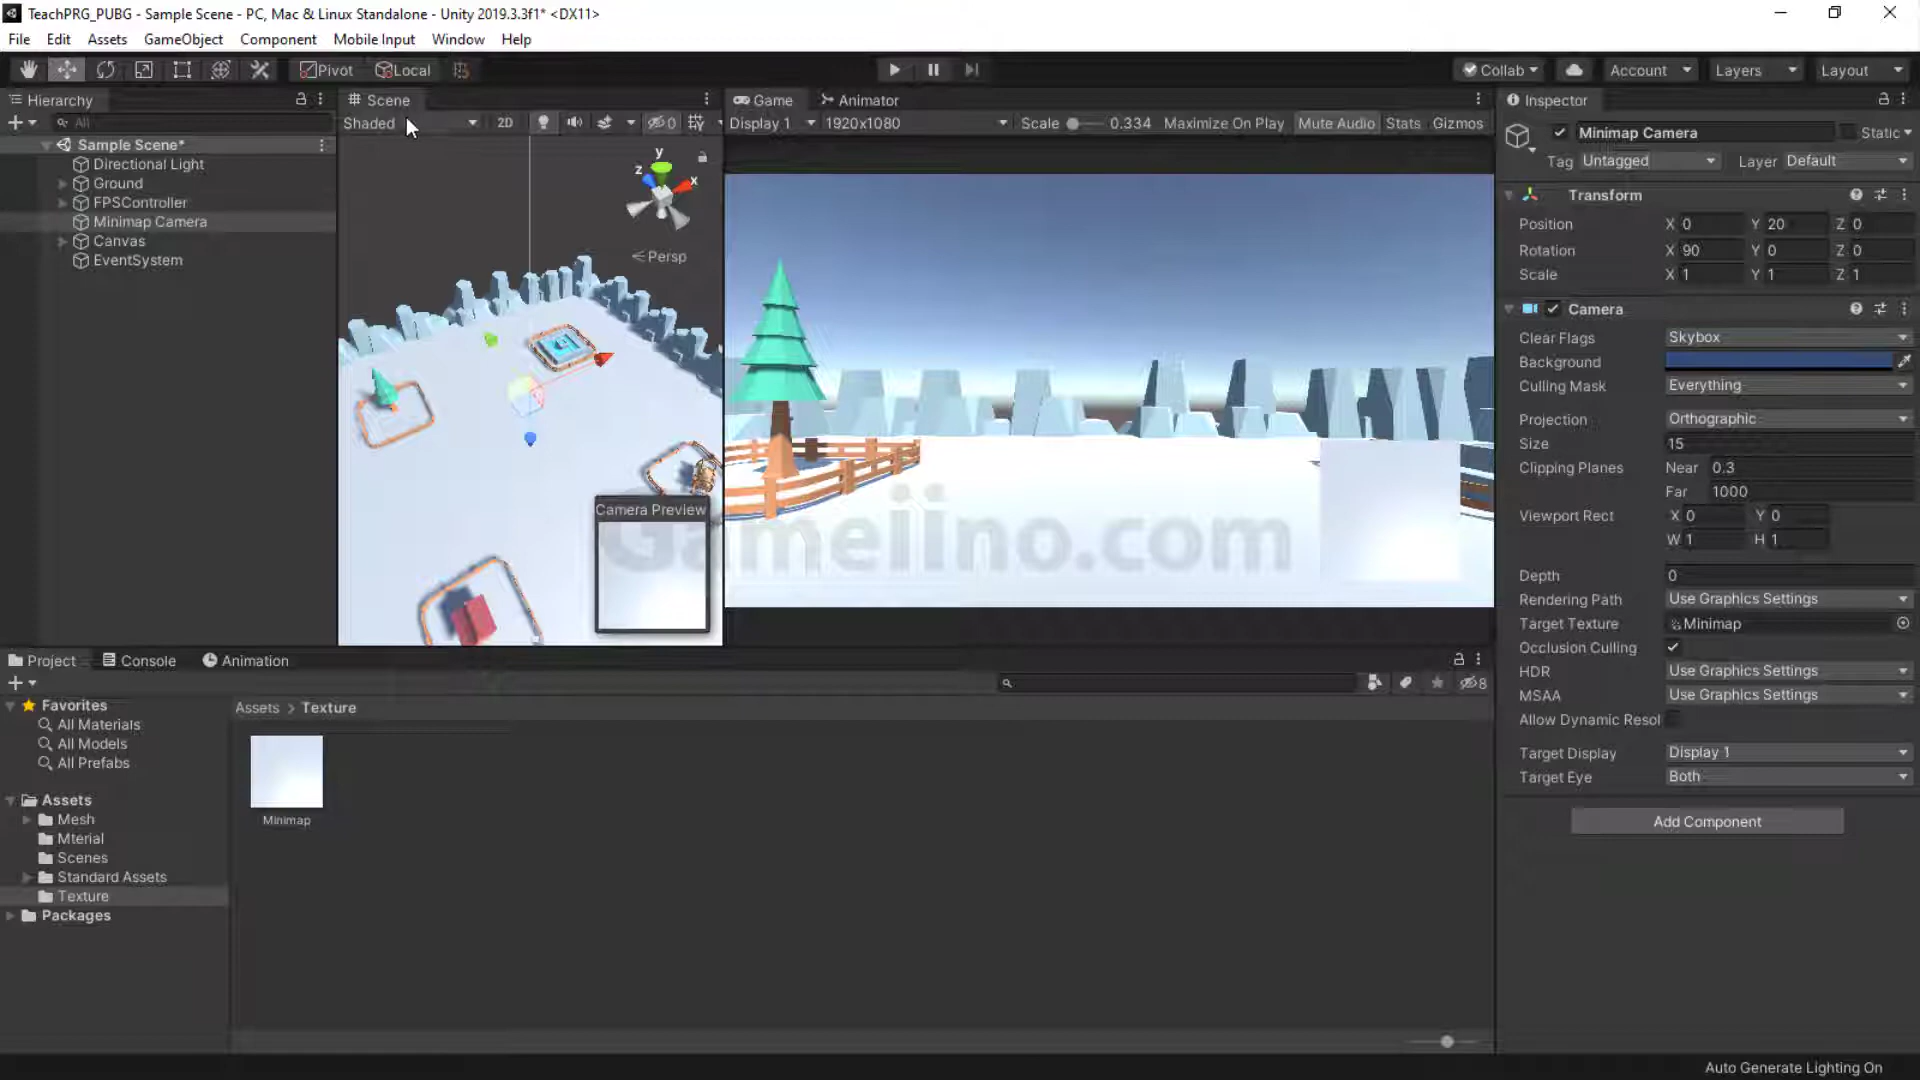 TeachPRG_PUBG - Sample Scene - PC, Mac & Linux Standalone - Unity 2019.3.3f1* <DX11>
File Edit Assets GameObject Component Mobile Input Window Help
Pivot Local Collab Account Layers Layout
Hierarchy
All
Sample Scene*
Directional Light
Ground
FPSController
Minimap Camera
Canvas
EventSystem
Scene
Shaded 2D 0
y
z
x
Persp
Camera Preview
Game Animator
Display 1 1920x1080 Scale 0.334 Maximize On Play Mute Audio Stats Gizmos
Gameiino.com
Inspector
Minimap Camera Static
Tag Untagged Layer Default
Transform
Position X 0 Y 20 Z 0
Rotation X 90 Y 0 Z 0
Scale X 1 Y 1 Z 1
Camera
Clear Flags Skybox
Background
Culling Mask Everything
Projection Orthographic
Size 15
Clipping Planes Near 0.3
Far 1000
Viewport Rect X 0 Y 0
W 1 H 1
Depth 0
Rendering Path Use Graphics Settings
Target Texture Minimap
Occlusion Culling
HDR Use Graphics Settings
MSAA Use Graphics Settings
Allow Dynamic Resol
Target Display Display 1
Target Eye Both
Add Component
Project Console Animation
8
Favorites
All Materials
All Models
All Prefabs
Assets
Mesh
Mterial
Scenes
Standard Assets
Texture
Packages
Assets > Texture
Minimap
Auto Generate Lighting On